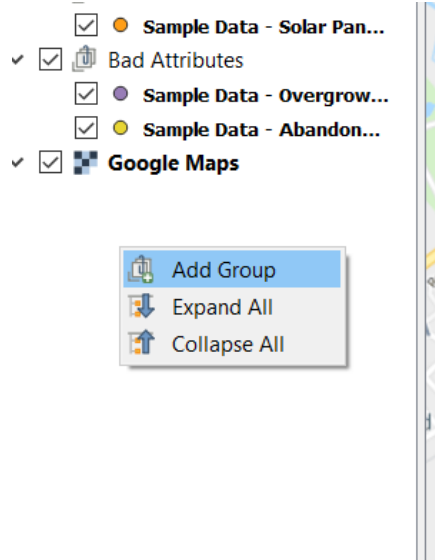 Sample Data - Solar Pan...
Bad Attributes
Sample Data - Overgrow...
Sample Data - Abandon...
Google Maps
Add Group
Expand All
Collapse All